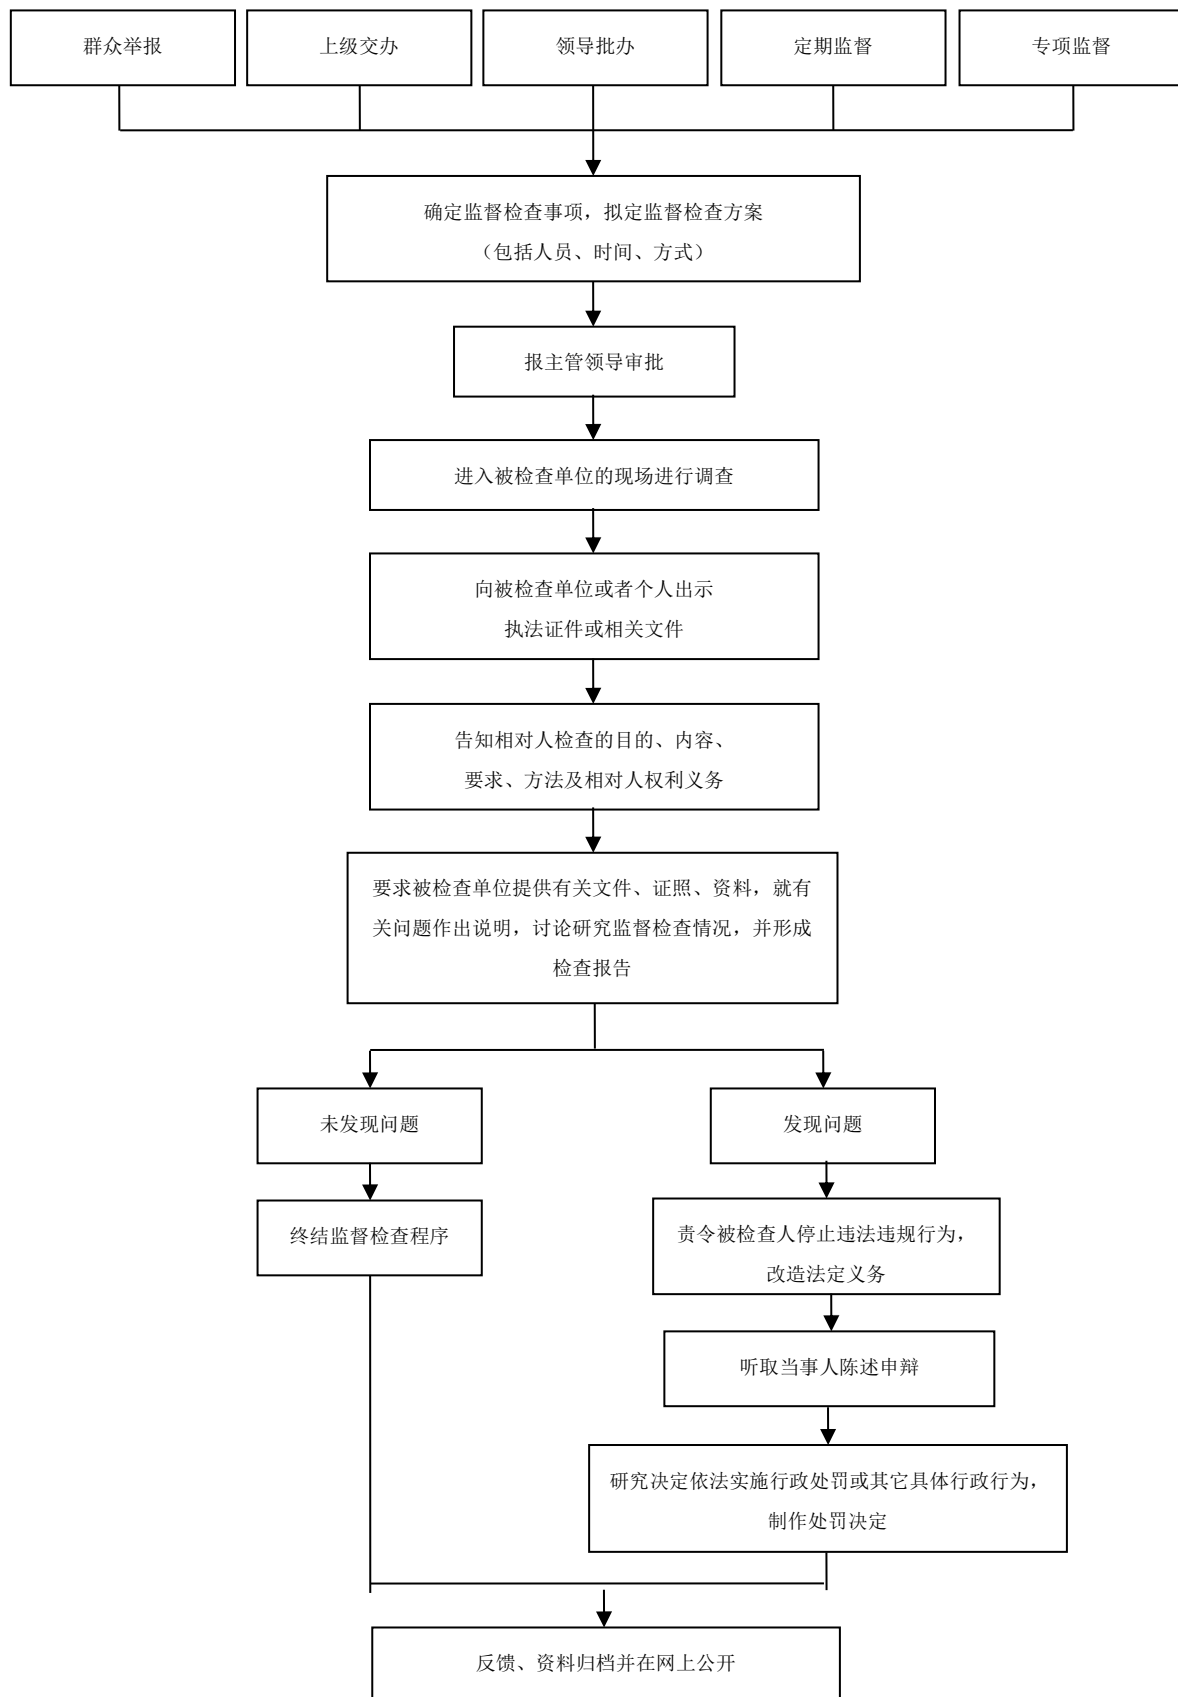 群众举报
上级交办
领导批办
定期监督
专项监督
确定监督检查事项，拟定监督检查方案
（包括人员、时间、方式）
报主管领导审批
进入被检查单位的现场进行调查
向被检查单位或者个人出示
执法证件或相关文件
告知相对人检查的目的、内容、
要求、方法及相对人权利义务
要求被检查单位提供有关文件、证照、资料，就有
关问题作出说明，讨论研究监督检查情况，并形成
检查报告
未发现问题
发现问题
终结监督检查程序
责令被检查人停止违法违规行为，
改造法定义务
听取当事人陈述申辩
研究决定依法实施行政处罚或其它具体行政行为，
制作处罚决定
反馈、资料归档并在网上公开